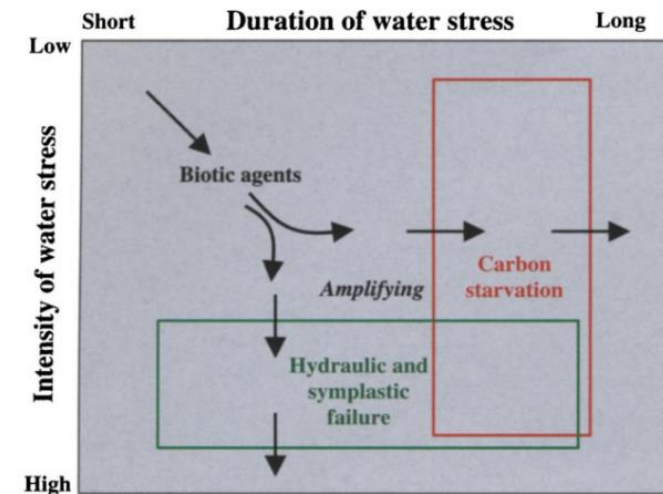 Short Duration of water stress Long
Low
Intensity of water stress
Biotic agents
Amplifying
Carbon
starvation
Hydraulic and
symplastic
failure
High